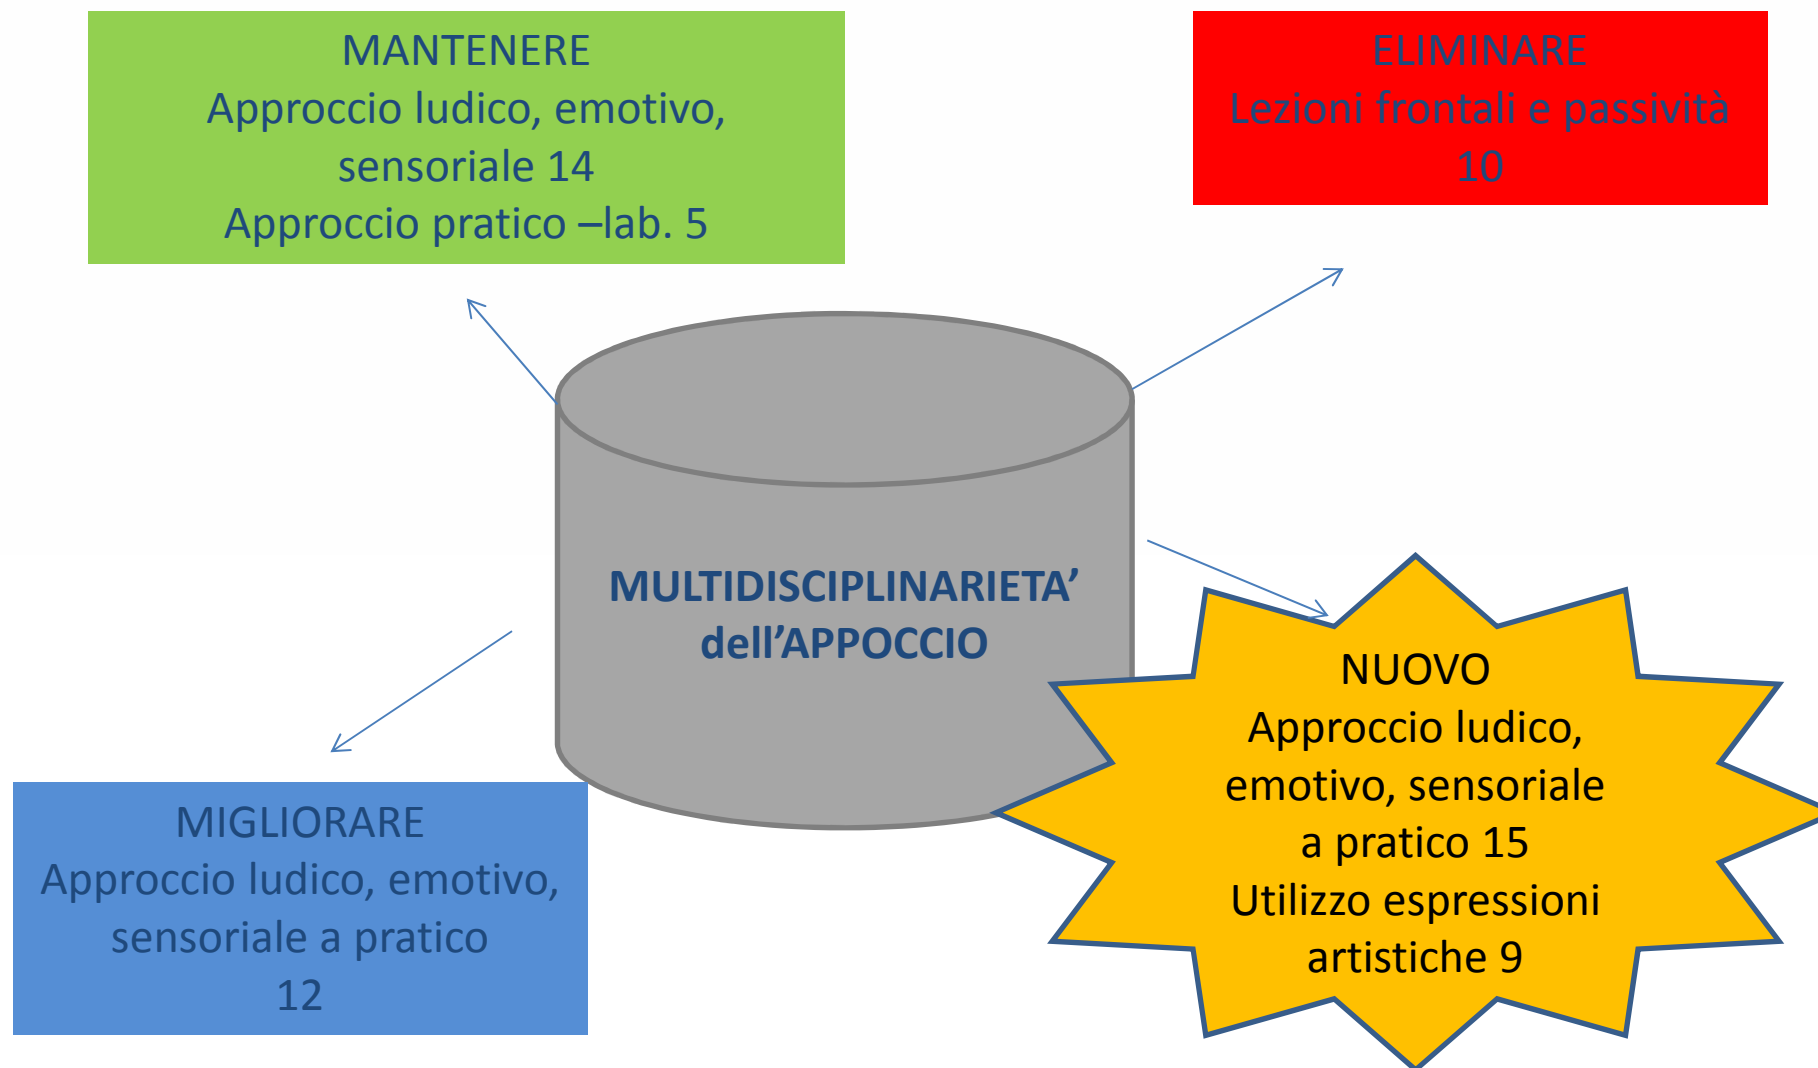 MANTENERE
Approccio ludico, emotivo,
sensoriale 14
Approccio pratico –lab. 5
ELIMINARE
Lezioni frontali e passività
10
MULTIDISCIPLINARIETA’
dell’APPOCCIO
MIGLIORARE
Approccio ludico, emotivo,
sensoriale a pratico
12
NUOVO
Approccio ludico,
emotivo, sensoriale
a pratico 15
Utilizzo espressioni
artistiche 9